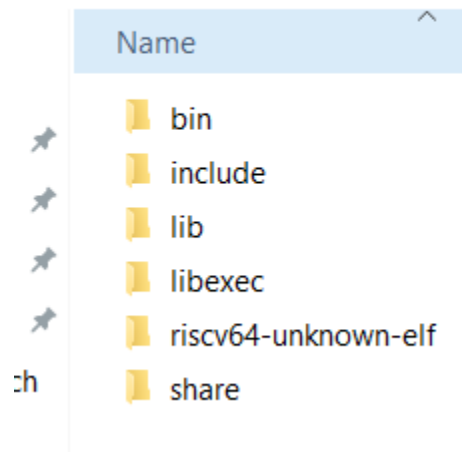 Name
bin
include
lib
libexec
riscv64-unknown-elf
ch
share